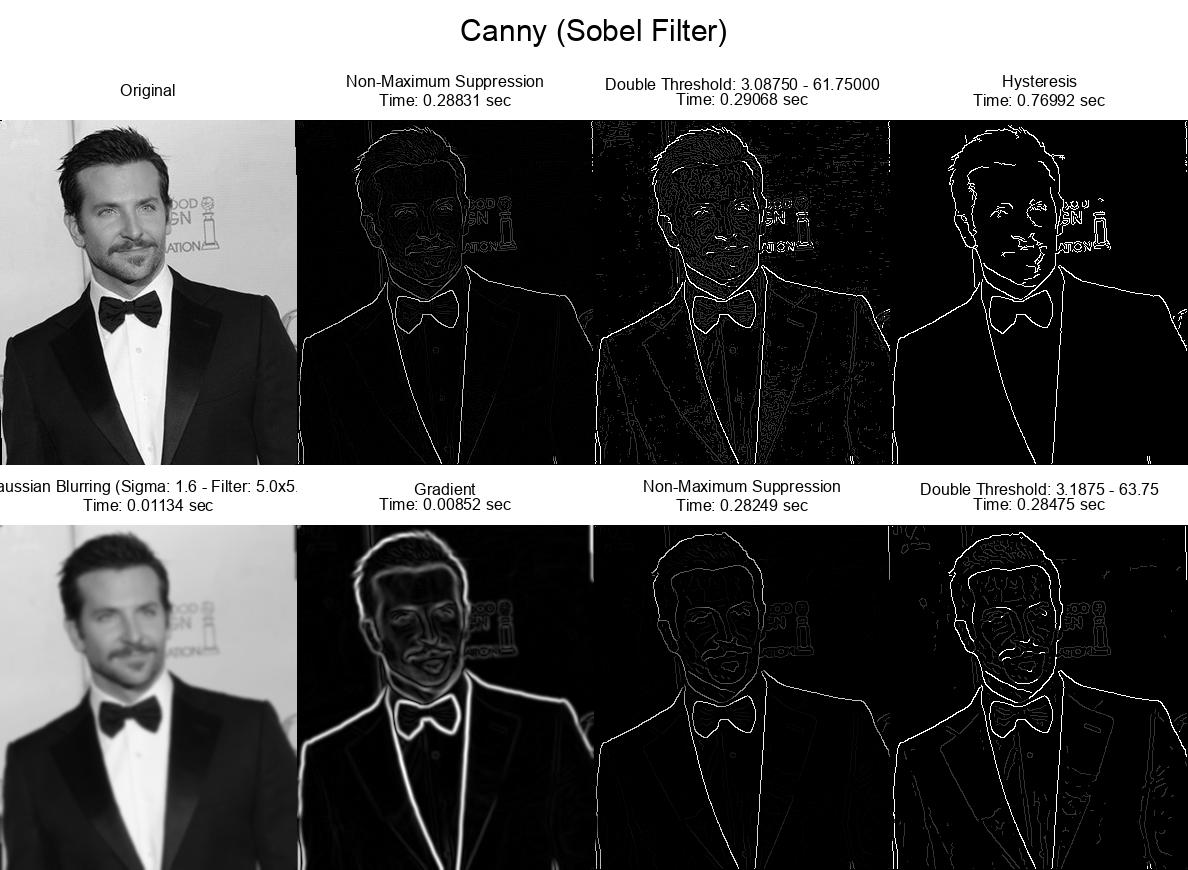 Canny (Sobel Filter)
Original
Non-Maximum Suppression
Time: 0.28831 sec
Double Threshold: 3.08750 - 61.75000
Time: 0.29068 sec
Hysteresis
Time: 0.76992 sec
OOD
GN
ATION
aussian Blurring (Sigma: 1.6 - Filter: 5.0x5.
Time: 0.01134 sec
Gradient
Time: 0.00852 sec
Non-Maximum Suppression
Time: 0.28249 sec
Double Threshold: 3.1875 - 63.75
Time: 0.28475 sec